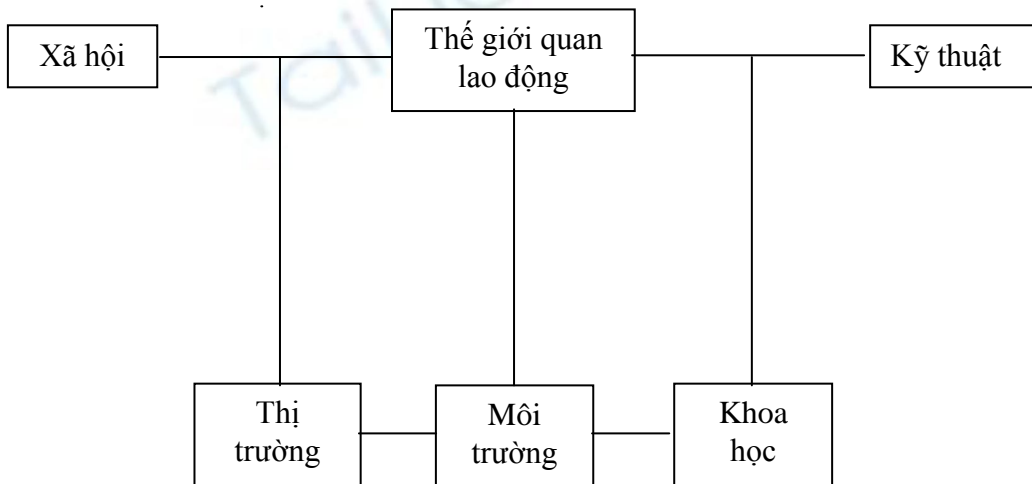 Xã hội
Thế giới quan
lao động
Kỹ thuật
Thị
trường
Môi
trường
Khoa
học